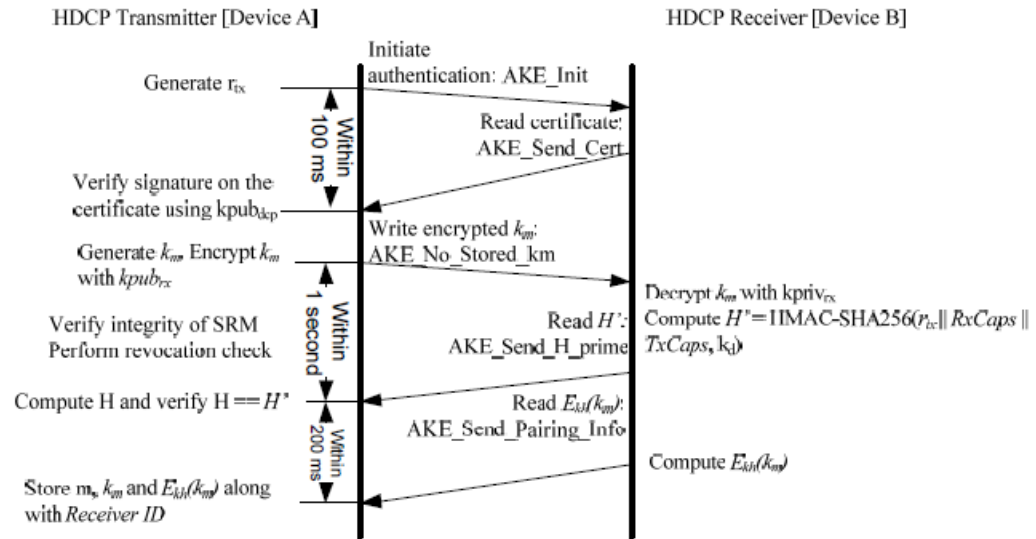 HDCP Transmitter [Device A]
HDCP Receiver [Device B]
Initiate
authentication: AKE_Init
Generate rtx
Within
100 ms
Read certificate:
AKE_Send_Cert
Verify signature on the
certificate using kpubdcp
Write encrypted km:
AKE_No_Stored_km
Generate km, Encrypt km
with kpubrx
Within
1 second
Decrypt km with kprivrx
Compute H'=HMAC-SHA256(rtx || RxCaps ||
TxCaps, kd)
Verify integrity of SRM
Perform revocation check
Read H':
AKE_Send_H_prime
Compute H and verify H == H'
Read Ekh(km):
AKE_Send_Pairing_Info
Within
200 ms
Compute Ekh(km)
Store m, km and Ekh(km) along
with Receiver ID